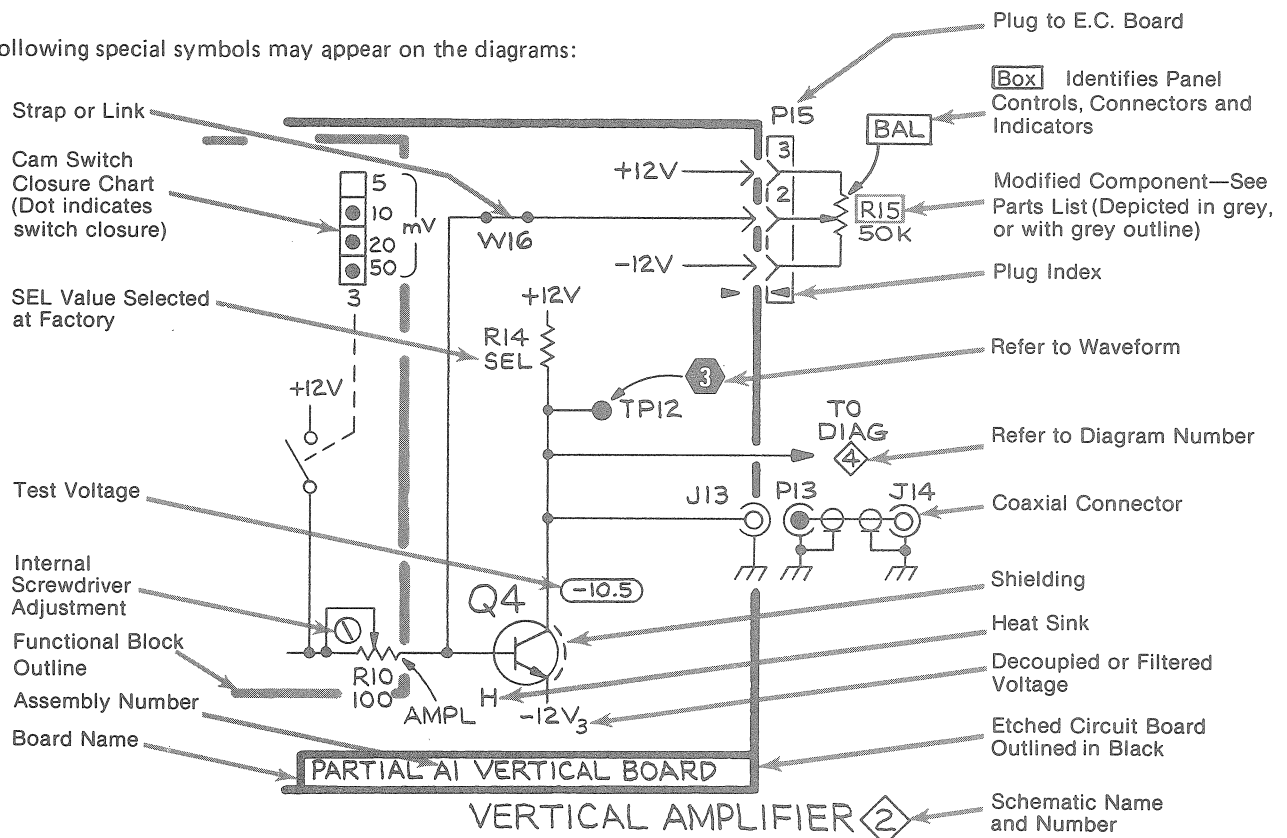 ollowing special symbols may appear on the diagrams:
Plug to E.C. Board
Box Identifies Panel
Controls, Connectors and
Indicators
Modified Component—See
Parts List (Depicted in grey,
or with grey outline)
Plug Index
Refer to Waveform
Refer to Diagram Number
Coaxial Connector
Shielding
Heat Sink
Decoupled or Filtered
Voltage
Etched Circuit Board
Outlined in Black
Schematic Name
and Number
Strap or Link
Cam Switch
Closure Chart
(Dot indicates
switch closure)
SEL Value Selected
at Factory
Test Voltage
Internal
Screwdriver
Adjustment
Functional Block
Outline
Assembly Number
Board Name
5
10
20
50
mV
3
+12V
W16
+12V
-12V
P15
3
2
BAL
R15
50K
+12V
R14
SEL
TP12
3
TO
DIAG
4
J13
P13
J14
-10.5
Q4
H
-12V3
R10
100
AMPL
PARTIAL A1 VERTICAL BOARD
VERTICAL AMPLIFIER 2